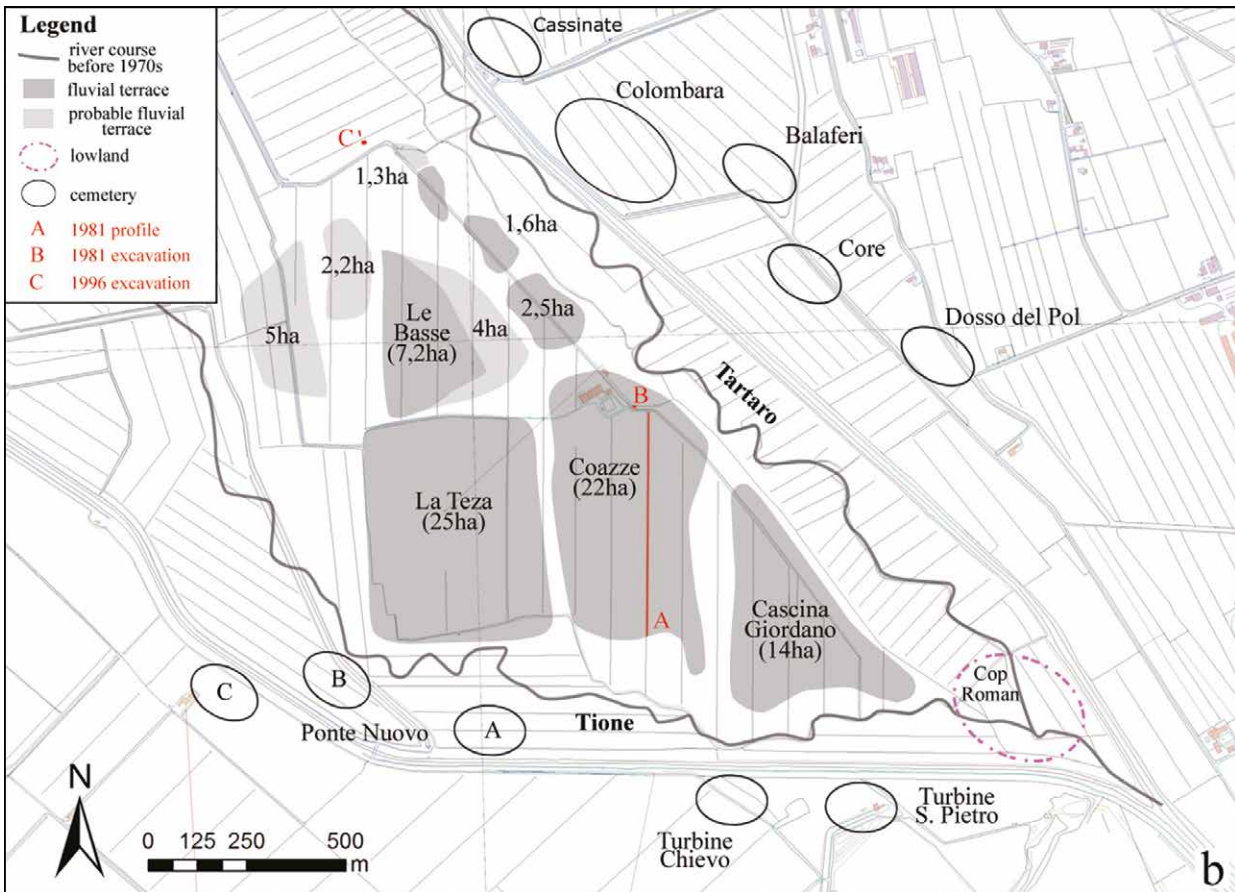 Legend
river course
before 1970s
fluvial terrace
probable fluvial
terrace
lowland
cemetery
A 1981 profile
B 1981 excavation
C 1996 excavation
Cassinate
Colombara
Balaferi
Core
Dosso del Pol
C
1,3ha
1,6ha
2,2ha
5ha
Le
Basse
(7,2ha)
4ha
2,5ha
Tartaro
B
La Teza
(25ha)
Coazze
(22ha)
A
Cascina
Giordano
(14ha)
Cop
Roman
C
B
Ponte Nuovo
A
Tione
Turbine
Chievo
Turbine
S. Pietro
N
0 125 250 500
m
b